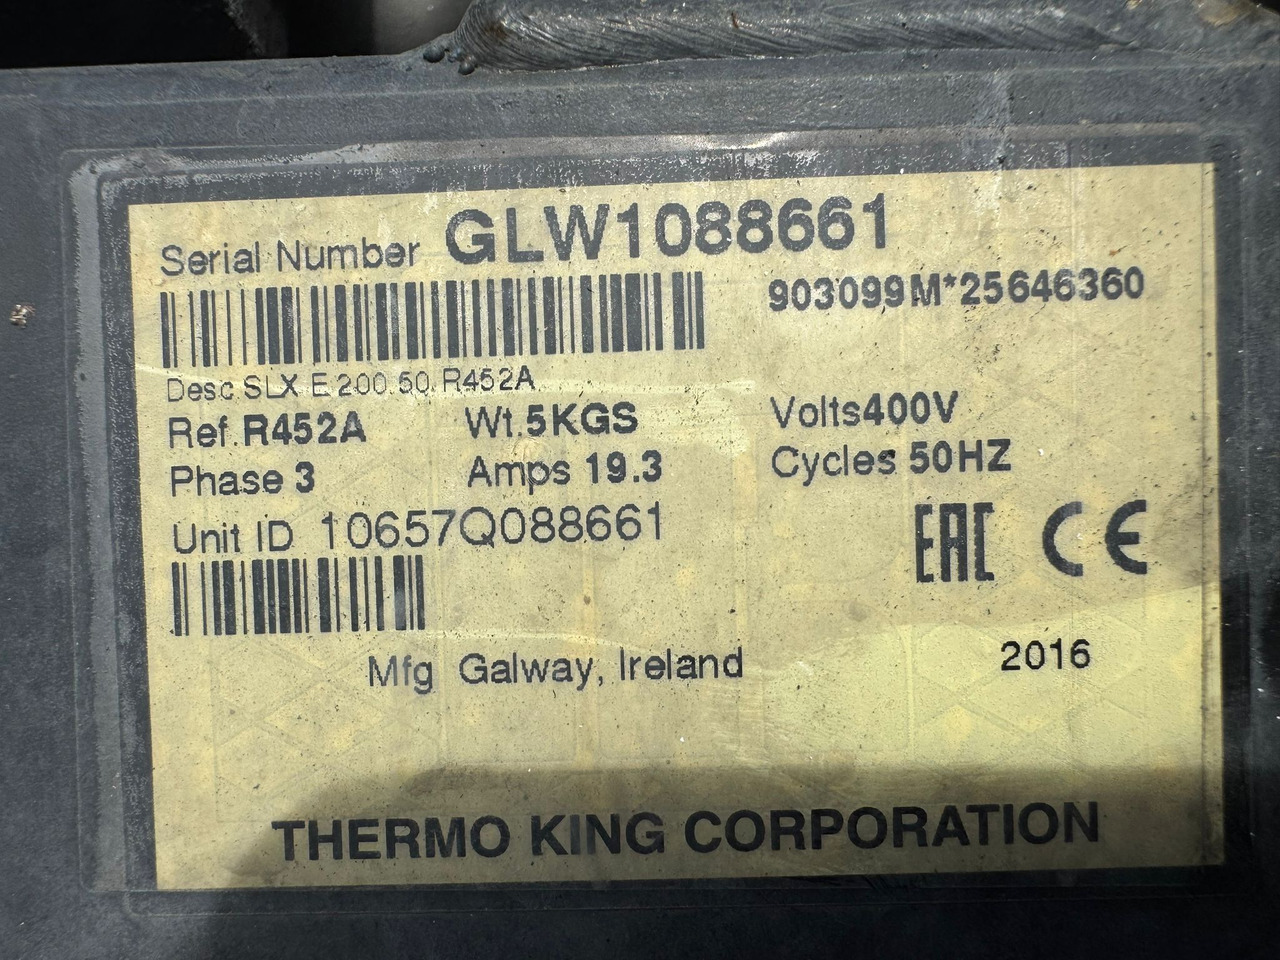 Serial Number GLW1088661
903099M*25646360
Desc.SLX E 200 50 R452A
Ref.R452A Wt.5KGS Volts400V
Phase 3 Amps 19.3 Cycles 50HZ
Unit ID 10657Q088661
EAC CE
Mfg Galway, Ireland 2016
THERMO KING CORPORATION